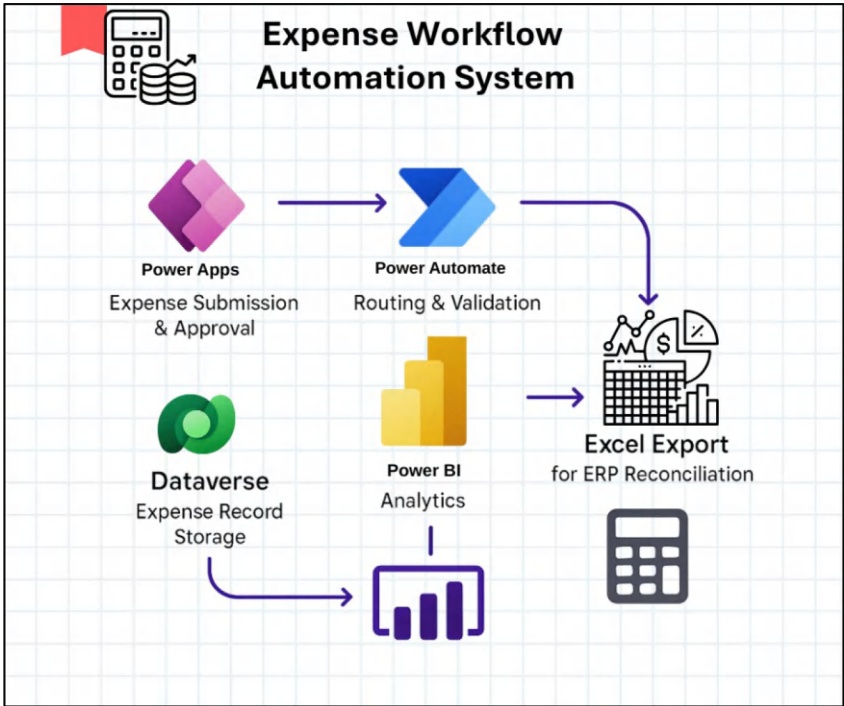 Expense Workflow
Automation System
Power Apps
Expense Submission
& Approval
Power Automate
Routing & Validation
$
%
Dataverse
Expense Record
Storage
Power BI
Analytics
Excel Export
for ERP Reconciliation